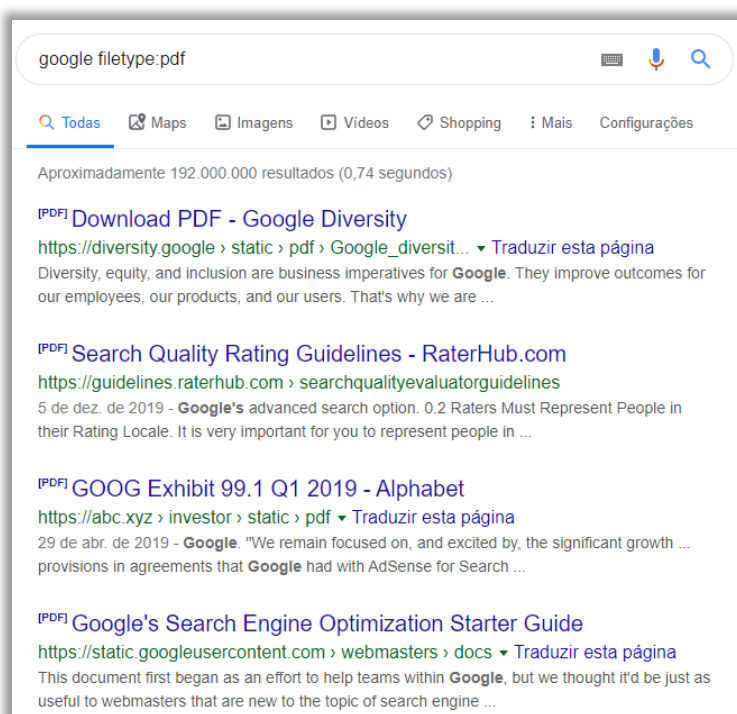 google filetype:pdf
Todas Maps Imagens Vídeos Shopping Mais Configurações
Aproximadamente 192.000.000 resultados (0,74 segundos)
[PDF] Download PDF - Google Diversity
https://diversity.google › static › pdf › Google_diversit... ▾ Traduzir esta página
Diversity, equity, and inclusion are business imperatives for Google. They improve outcomes for
our employees, our products, and our users. That's why we are ...
[PDF] Search Quality Rating Guidelines - RaterHub.com
https://guidelines.raterhub.com › searchqualityevaluatorguidelines
5 de dez. de 2019 - Google's advanced search option. 0.2 Raters Must Represent People in
their Rating Locale. It is very important for you to represent people in ...
[PDF] GOOG Exhibit 99.1 Q1 2019 - Alphabet
https://abc.xyz › investor › static › pdf ▾ Traduzir esta página
29 de abr. de 2019 - Google. "We remain focused on, and excited by, the significant growth ...
provisions in agreements that Google had with AdSense for Search ...
[PDF] Google's Search Engine Optimization Starter Guide
https://static.googleusercontent.com › webmasters › docs ▾ Traduzir esta página
This document first began as an effort to help teams within Google, but we thought it'd be just as
useful to webmasters that are new to the topic of search engine ...